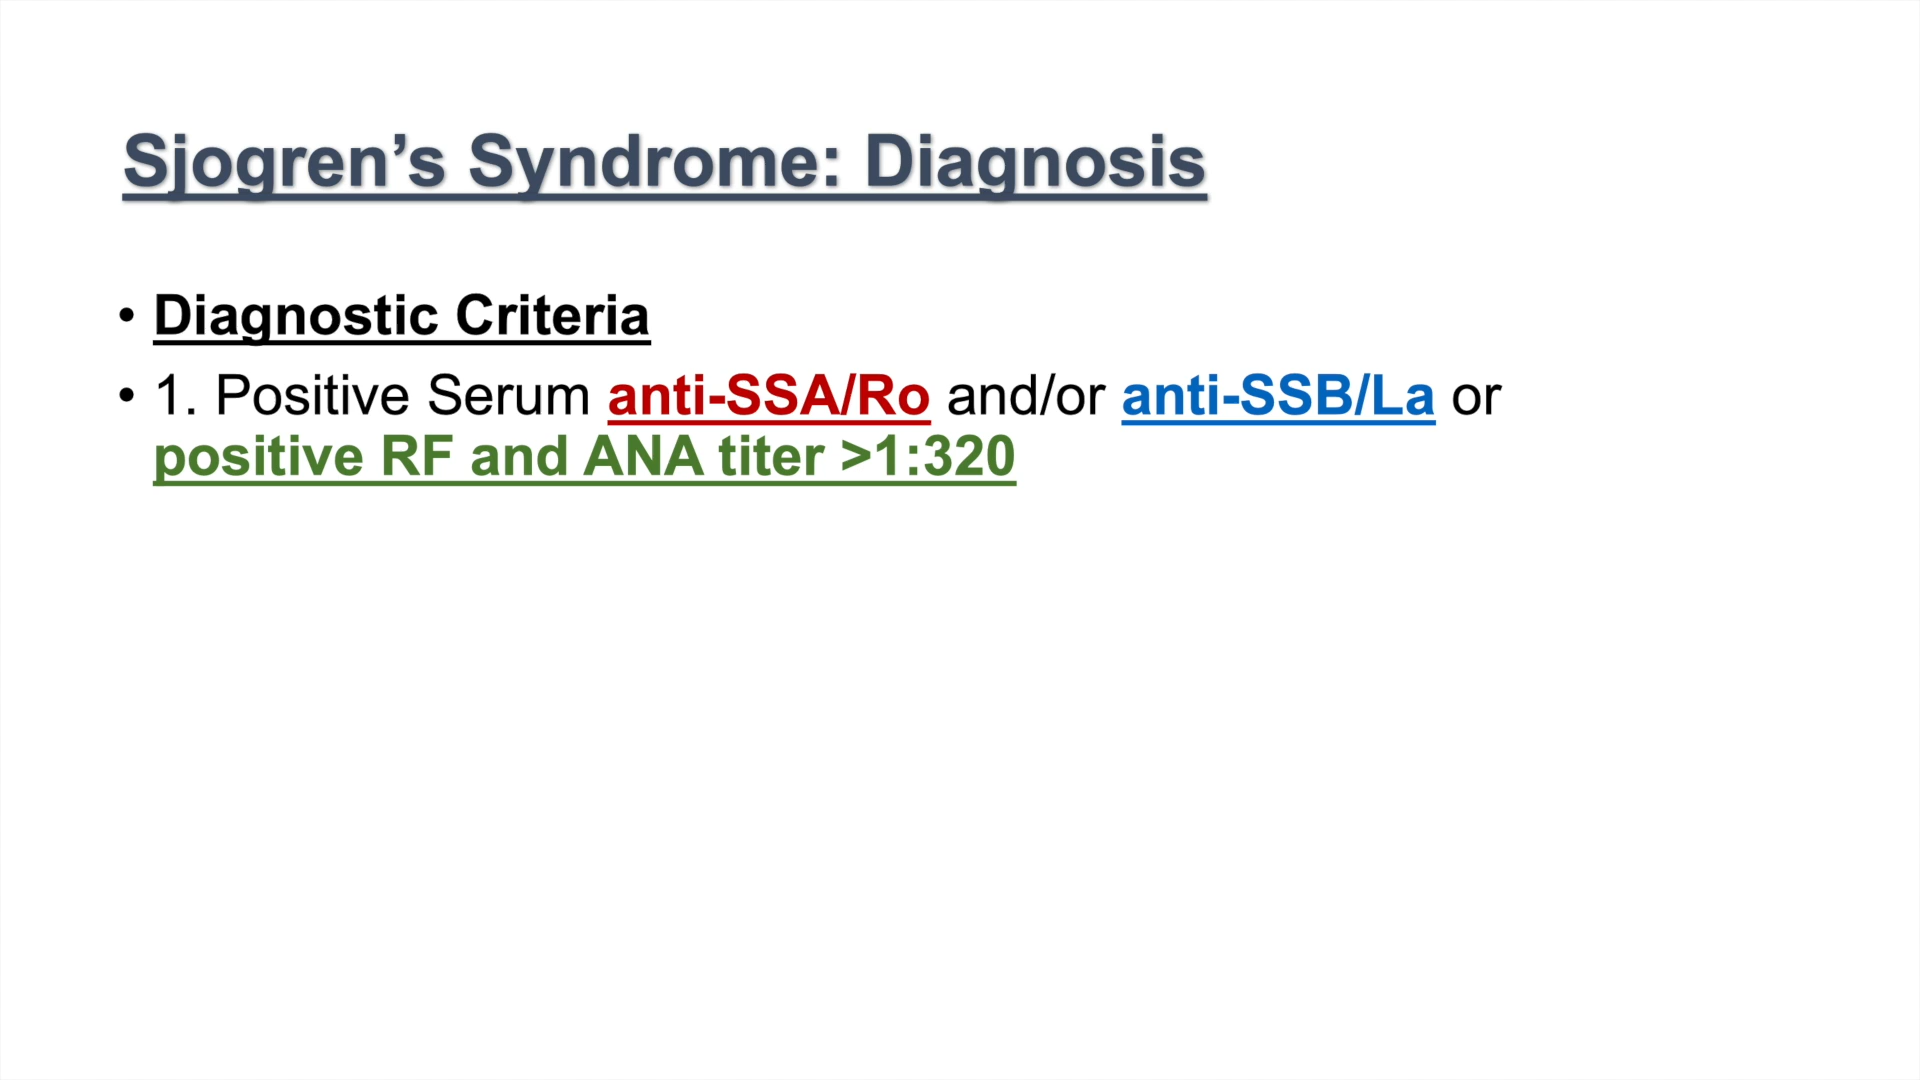 Sjogren’s Syndrome: Diagnosis
• Diagnostic Criteria
• 1. Positive Serum anti-SSA/Ro and/or anti-SSB/La or
positive RF and ANA titer >1:320